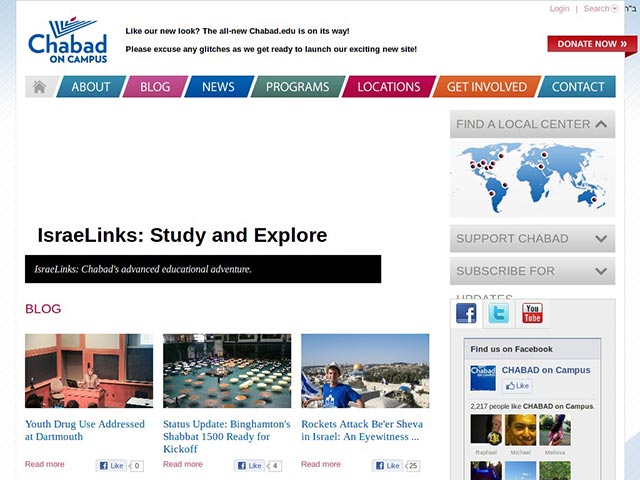 Login | Search
ב"ה
Chabad
ON CAMPUS
Like our new look? The all-new Chabad.edu is on its way!
Please excuse any glitches as we get ready to launch our exciting new site!
DONATE NOW »
ABOUT
BLOG
NEWS
PROGRAMS
LOCATIONS
GET INVOLVED
CONTACT
FIND A LOCAL CENTER
IsraeLinks: Study and Explore
IsraeLinks: Chabad's advanced educational adventure.
SUPPORT CHABAD
SUBSCRIBE FOR
UPDATES
BLOG
Youth Drug Use Addressed
at Dartmouth
Read more
Like 0
Status Update: Binghamton's
Shabbat 1500 Ready for
Kickoff
Read more
Like 4
Rockets Attack Be'er Sheva
in Israel: An Eyewitness ...
Read more
Like 25
You
Tube
Find us on Facebook
Chabad
CHABAD on Campus
Like
2,217 people like CHABAD on Campus.
Raphael
Michael
Melissa